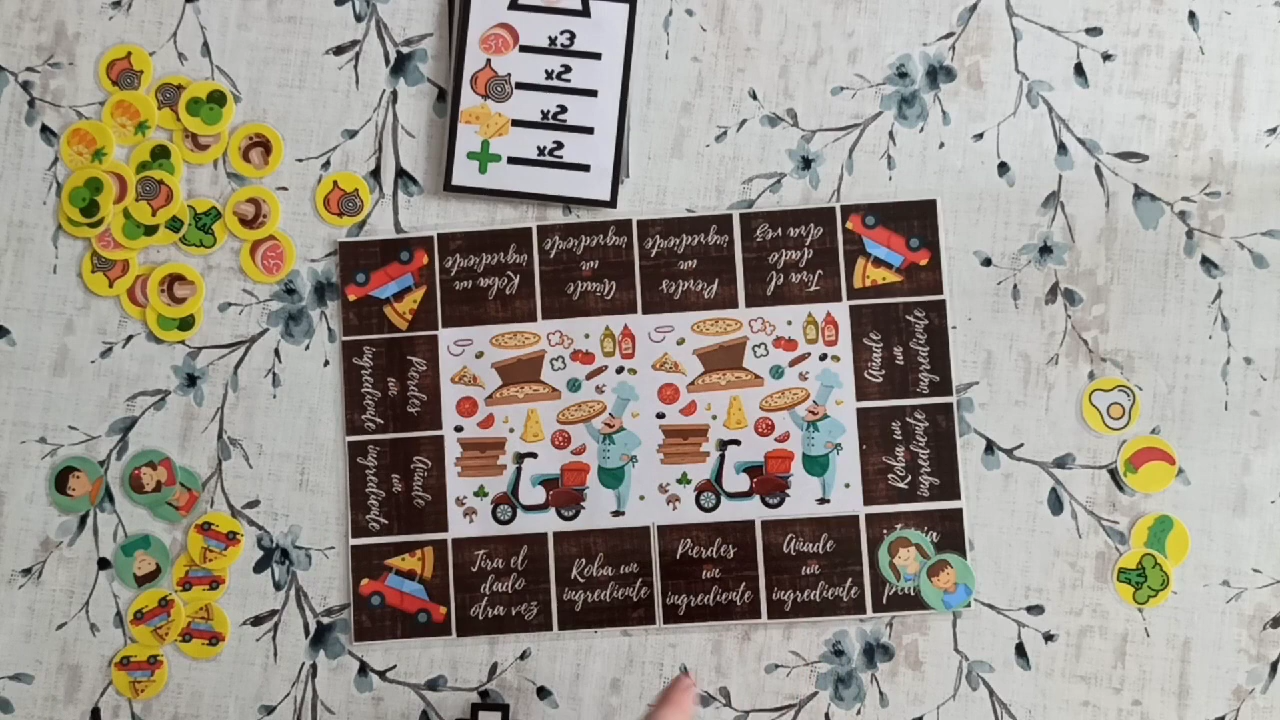 x3
x2
x2
x2
Roba un
ingrediente
Añade
un
ingrediente
Pierdes
un
ingrediente
Tira el
dado
otra vez
Añade
un
ingrediente
Roba un
ingrediente
Añade
un
ingrediente
Pierdes
un
ingrediente
Roba un
ingrediente
Tira el
dado
otra vez
Añade
un
ingrediente
Pierdes
un
ingrediente